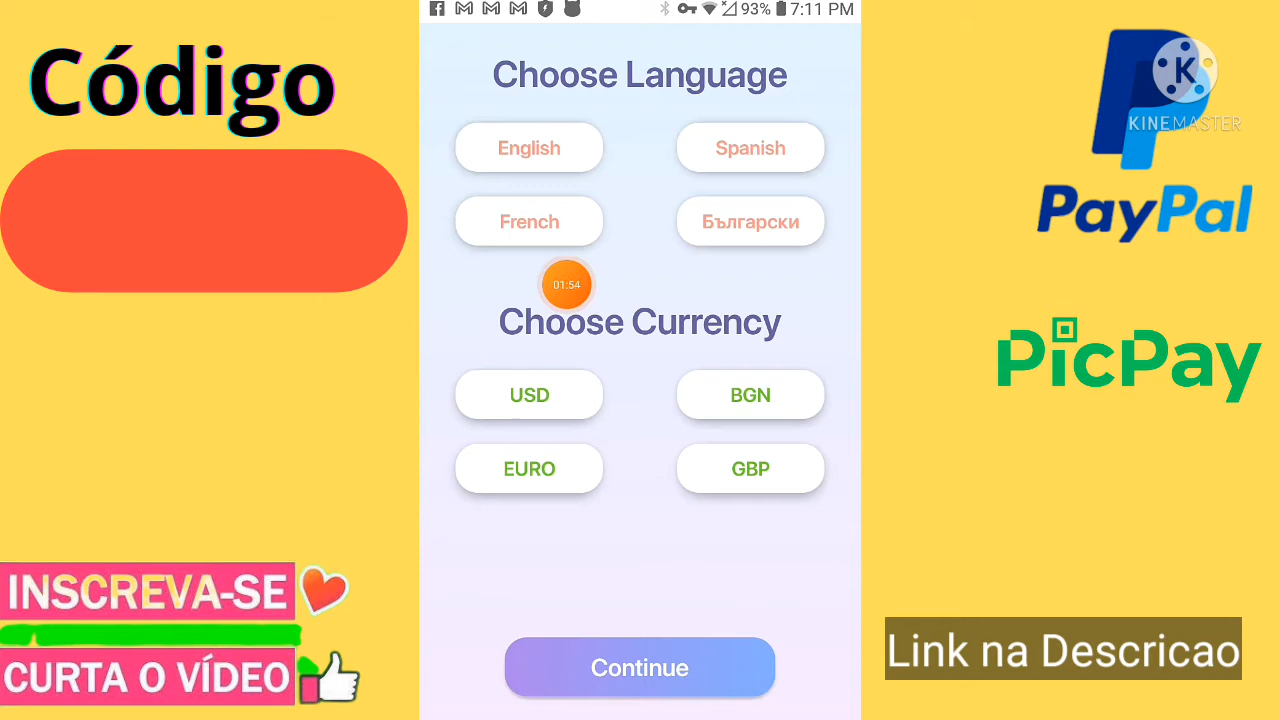 93% 7:11 PM
Código
Choose Language
English
Spanish
French
Български
01:54
Choose Currency
USD
BGN
EURO
GBP
Continue
INSCREVA-SE
CURTA O VÍDEO
K
KINEMASTER
PayPal
PicPay
Link na Descricao